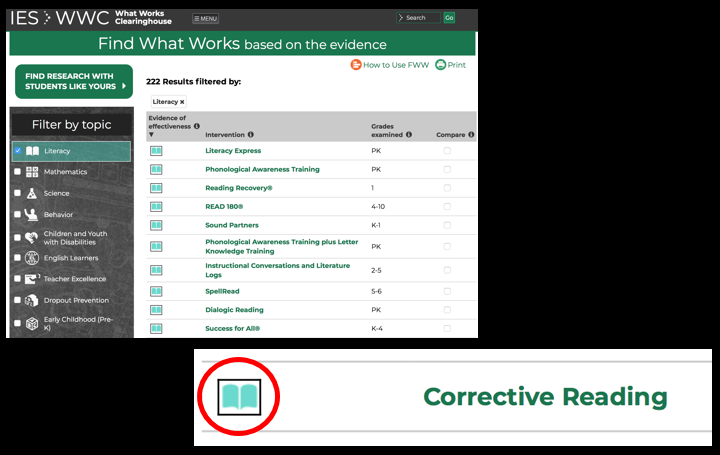 IES WWC What Works Clearinghouse
MENU
Search Go
Find What Works based on the evidence
How to Use FWW Print
FIND RESEARCH WITH
STUDENTS LIKE YOURS
222 Results filtered by:
Literacy ×
Filter by topic
Literacy
Mathematics
Science
Behavior
Children and Youth
with Disabilities
English Learners
Teacher Excellence
Dropout Prevention
Early Childhood (Pre-
K)
Evidence of
effectiveness
Intervention
Grades
examined
Compare
Literacy Express PK
Phonological Awareness Training PK
Reading Recovery® 1
READ 180® 4-10
Sound Partners K-1
Phonological Awareness Training plus Letter
Knowledge Training PK
Instructional Conversations and Literature
Logs 2-5
SpellRead 5-6
Dialogic Reading PK
Success for All® K-4
Corrective Reading